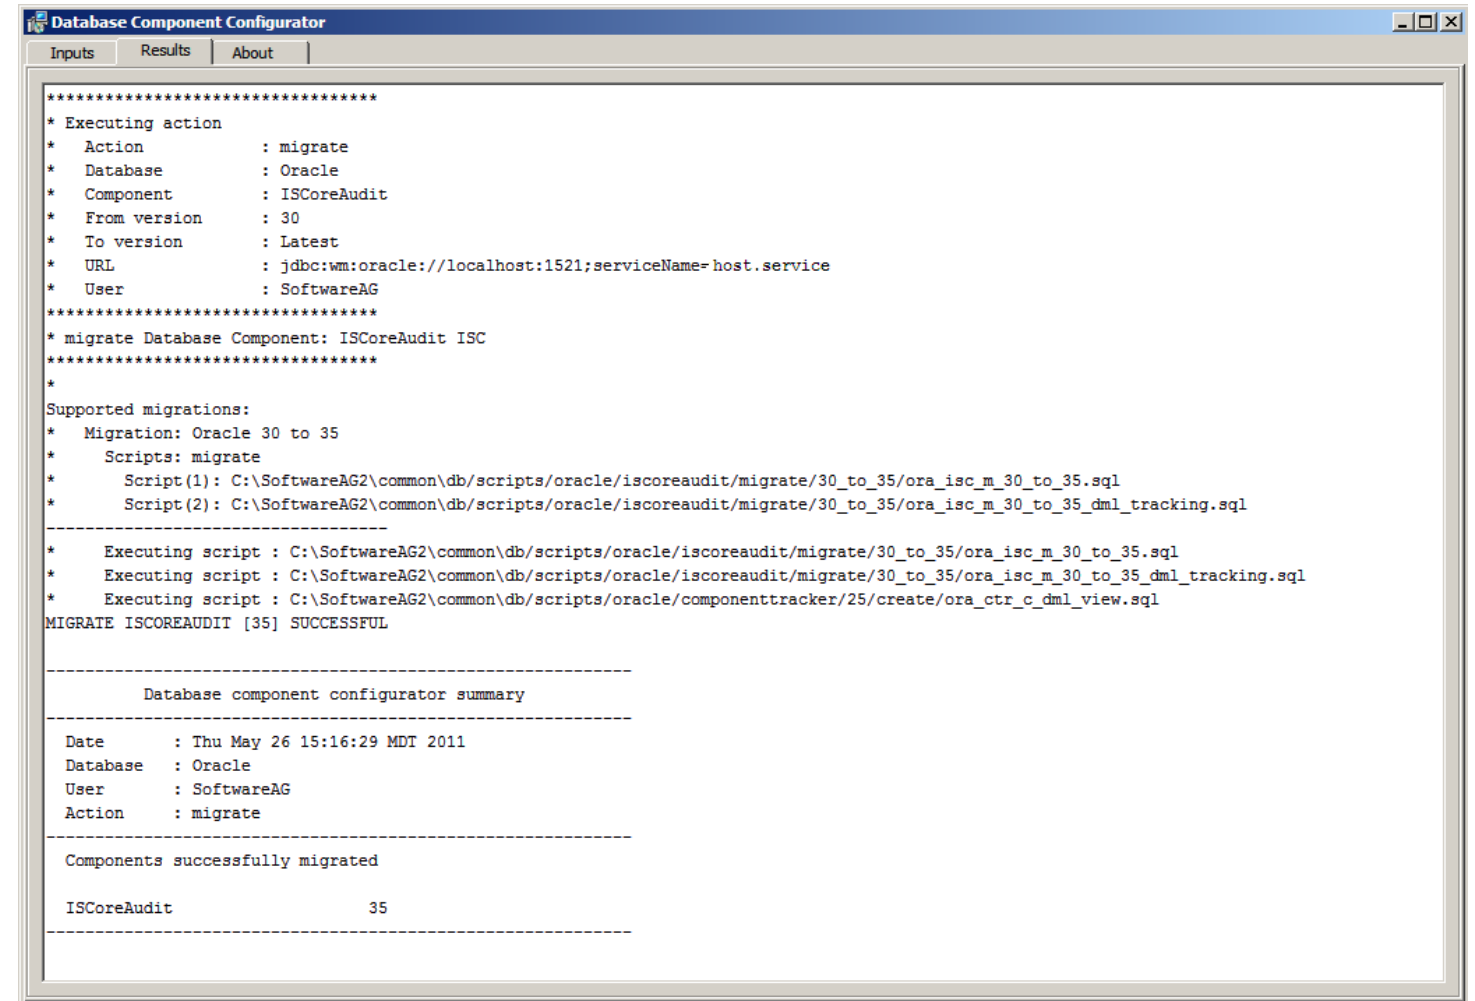 Database Component Configurator
Inputs Results About
**********************************
* Executing action
*   Action            : migrate
*   Database          : Oracle
*   Component         : ISCoreAudit
*   From version      : 30
*   To version        : Latest
*   URL               : jdbc:wm:oracle://localhost:1521;serviceName=host.service
*   User              : SoftwareAG
**********************************
* migrate Database Component: ISCoreAudit ISC
**********************************
*
Supported migrations:
*   Migration: Oracle 30 to 35
*     Scripts: migrate
*       Script(1): C:\SoftwareAG2\common\db/scripts/oracle/iscoreaudit/migrate/30_to_35/ora_isc_m_30_to_35.sql
*       Script(2): C:\SoftwareAG2\common\db/scripts/oracle/iscoreaudit/migrate/30_to_35/ora_isc_m_30_to_35_dml_tracking.sql
-----------------------------------
*     Executing script : C:\SoftwareAG2\common\db/scripts/oracle/iscoreaudit/migrate/30_to_35/ora_isc_m_30_to_35.sql
*     Executing script : C:\SoftwareAG2\common\db/scripts/oracle/iscoreaudit/migrate/30_to_35/ora_isc_m_30_to_35_dml_tracking.sql
*     Executing script : C:\SoftwareAG2\common\db/scripts/oracle/componenttracker/25/create/ora_ctr_c_dml_view.sql
MIGRATE ISCOREAUDIT [35] SUCCESSFUL
------------------------------------------------------------
          Database component configurator summary
------------------------------------------------------------
  Date       : Thu May 26 15:16:29 MDT 2011
  Database   : Oracle
  User       : SoftwareAG
  Action     : migrate
------------------------------------------------------------
  Components successfully migrated
  ISCoreAudit                    35
------------------------------------------------------------